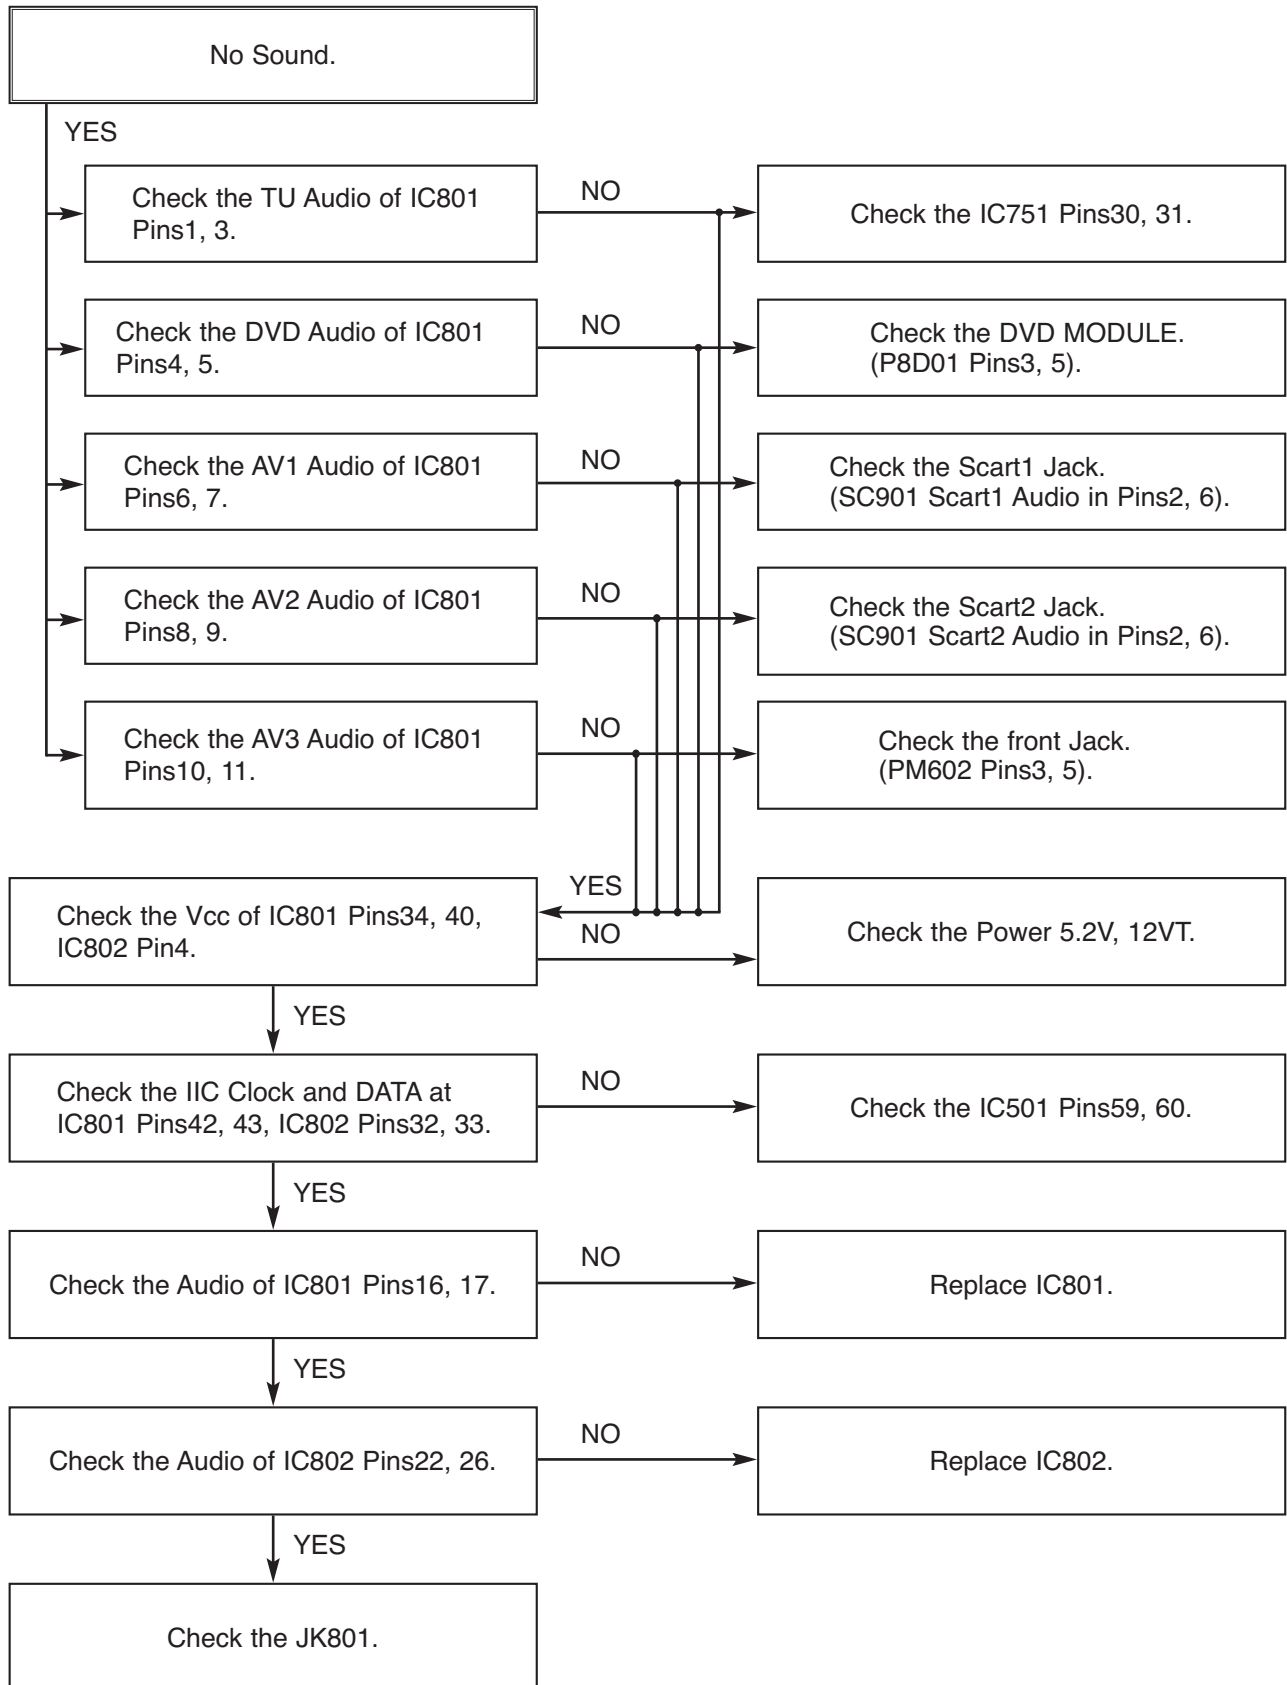 No Sound.
YES
Check the TU Audio of IC801
Pins1, 3.
NO
Check the IC751 Pins30, 31.
Check the DVD Audio of IC801
Pins4, 5.
NO
Check the DVD MODULE.
(P8D01 Pins3, 5).
Check the AV1 Audio of IC801
Pins6, 7.
NO
Check the Scart1 Jack.
(SC901 Scart1 Audio in Pins2, 6).
Check the AV2 Audio of IC801
Pins8, 9.
NO
Check the Scart2 Jack.
(SC901 Scart2 Audio in Pins2, 6).
Check the AV3 Audio of IC801
Pins10, 11.
NO
Check the front Jack.
(PM602 Pins3, 5).
YES
Check the Vcc of IC801 Pins34, 40,
IC802 Pin4.
NO
Check the Power 5.2V, 12VT.
YES
Check the IIC Clock and DATA at
IC801 Pins42, 43, IC802 Pins32, 33.
NO
Check the IC501 Pins59, 60.
YES
Check the Audio of IC801 Pins16, 17.
NO
Replace IC801.
YES
Check the Audio of IC802 Pins22, 26.
NO
Replace IC802.
YES
Check the JK801.